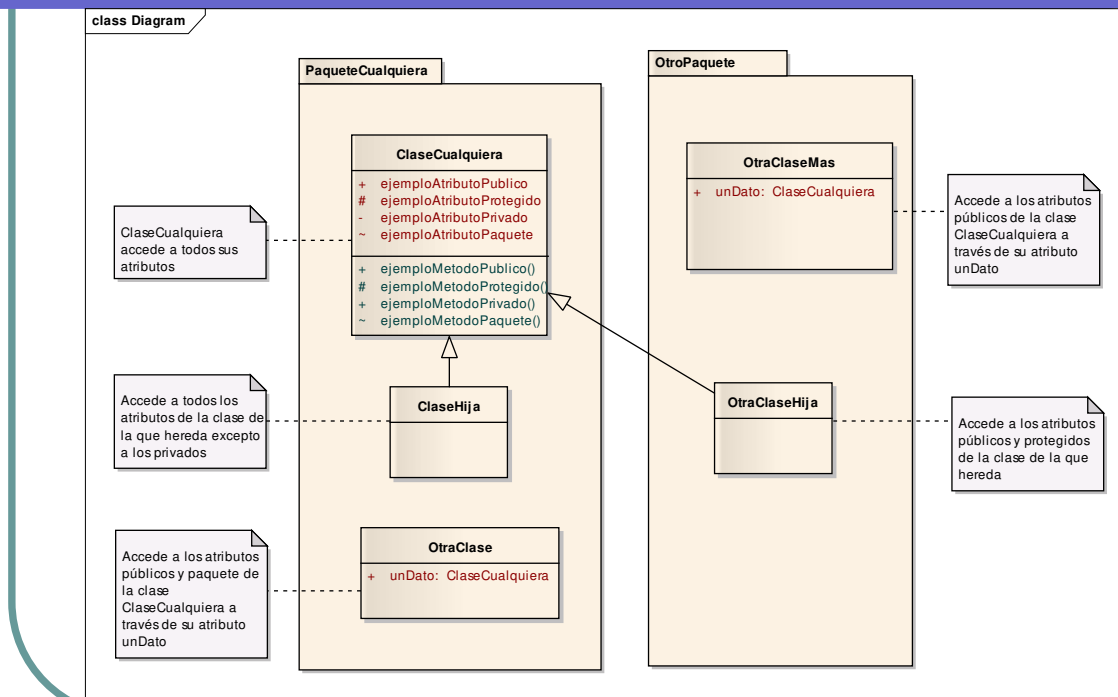 class Diagram
PaqueteCualquiera
ClaseCualquiera
+ ejemploAtributoPublico
# ejemploAtributoProtegido
- ejemploAtributoPrivado
~ ejemploAtributoPaquete
+ ejemploMetodoPublico()
# ejemploMetodoProtegido()
+ ejemploMetodoPrivado()
~ ejemploMetodoPaquete()
ClaseCualquiera
accede a todos sus
atributos
ClaseHija
Accede a todos los
atributos de la clase de
la que hereda excepto
a los privados
OtraClase
+ unDato: ClaseCualquiera
Accede a los atributos
públicos y paquete de
la clase
ClaseCualquiera a
través de su atributo
unDato
OtroPaquete
OtraClaseMas
+ unDato: ClaseCualquiera
Accede a los atributos
públicos de la clase
ClaseCualquiera a
través de su atributo
unDato
OtraClaseHija
Accede a los atributos
públicos y protegidos
de la clase de la que
hereda